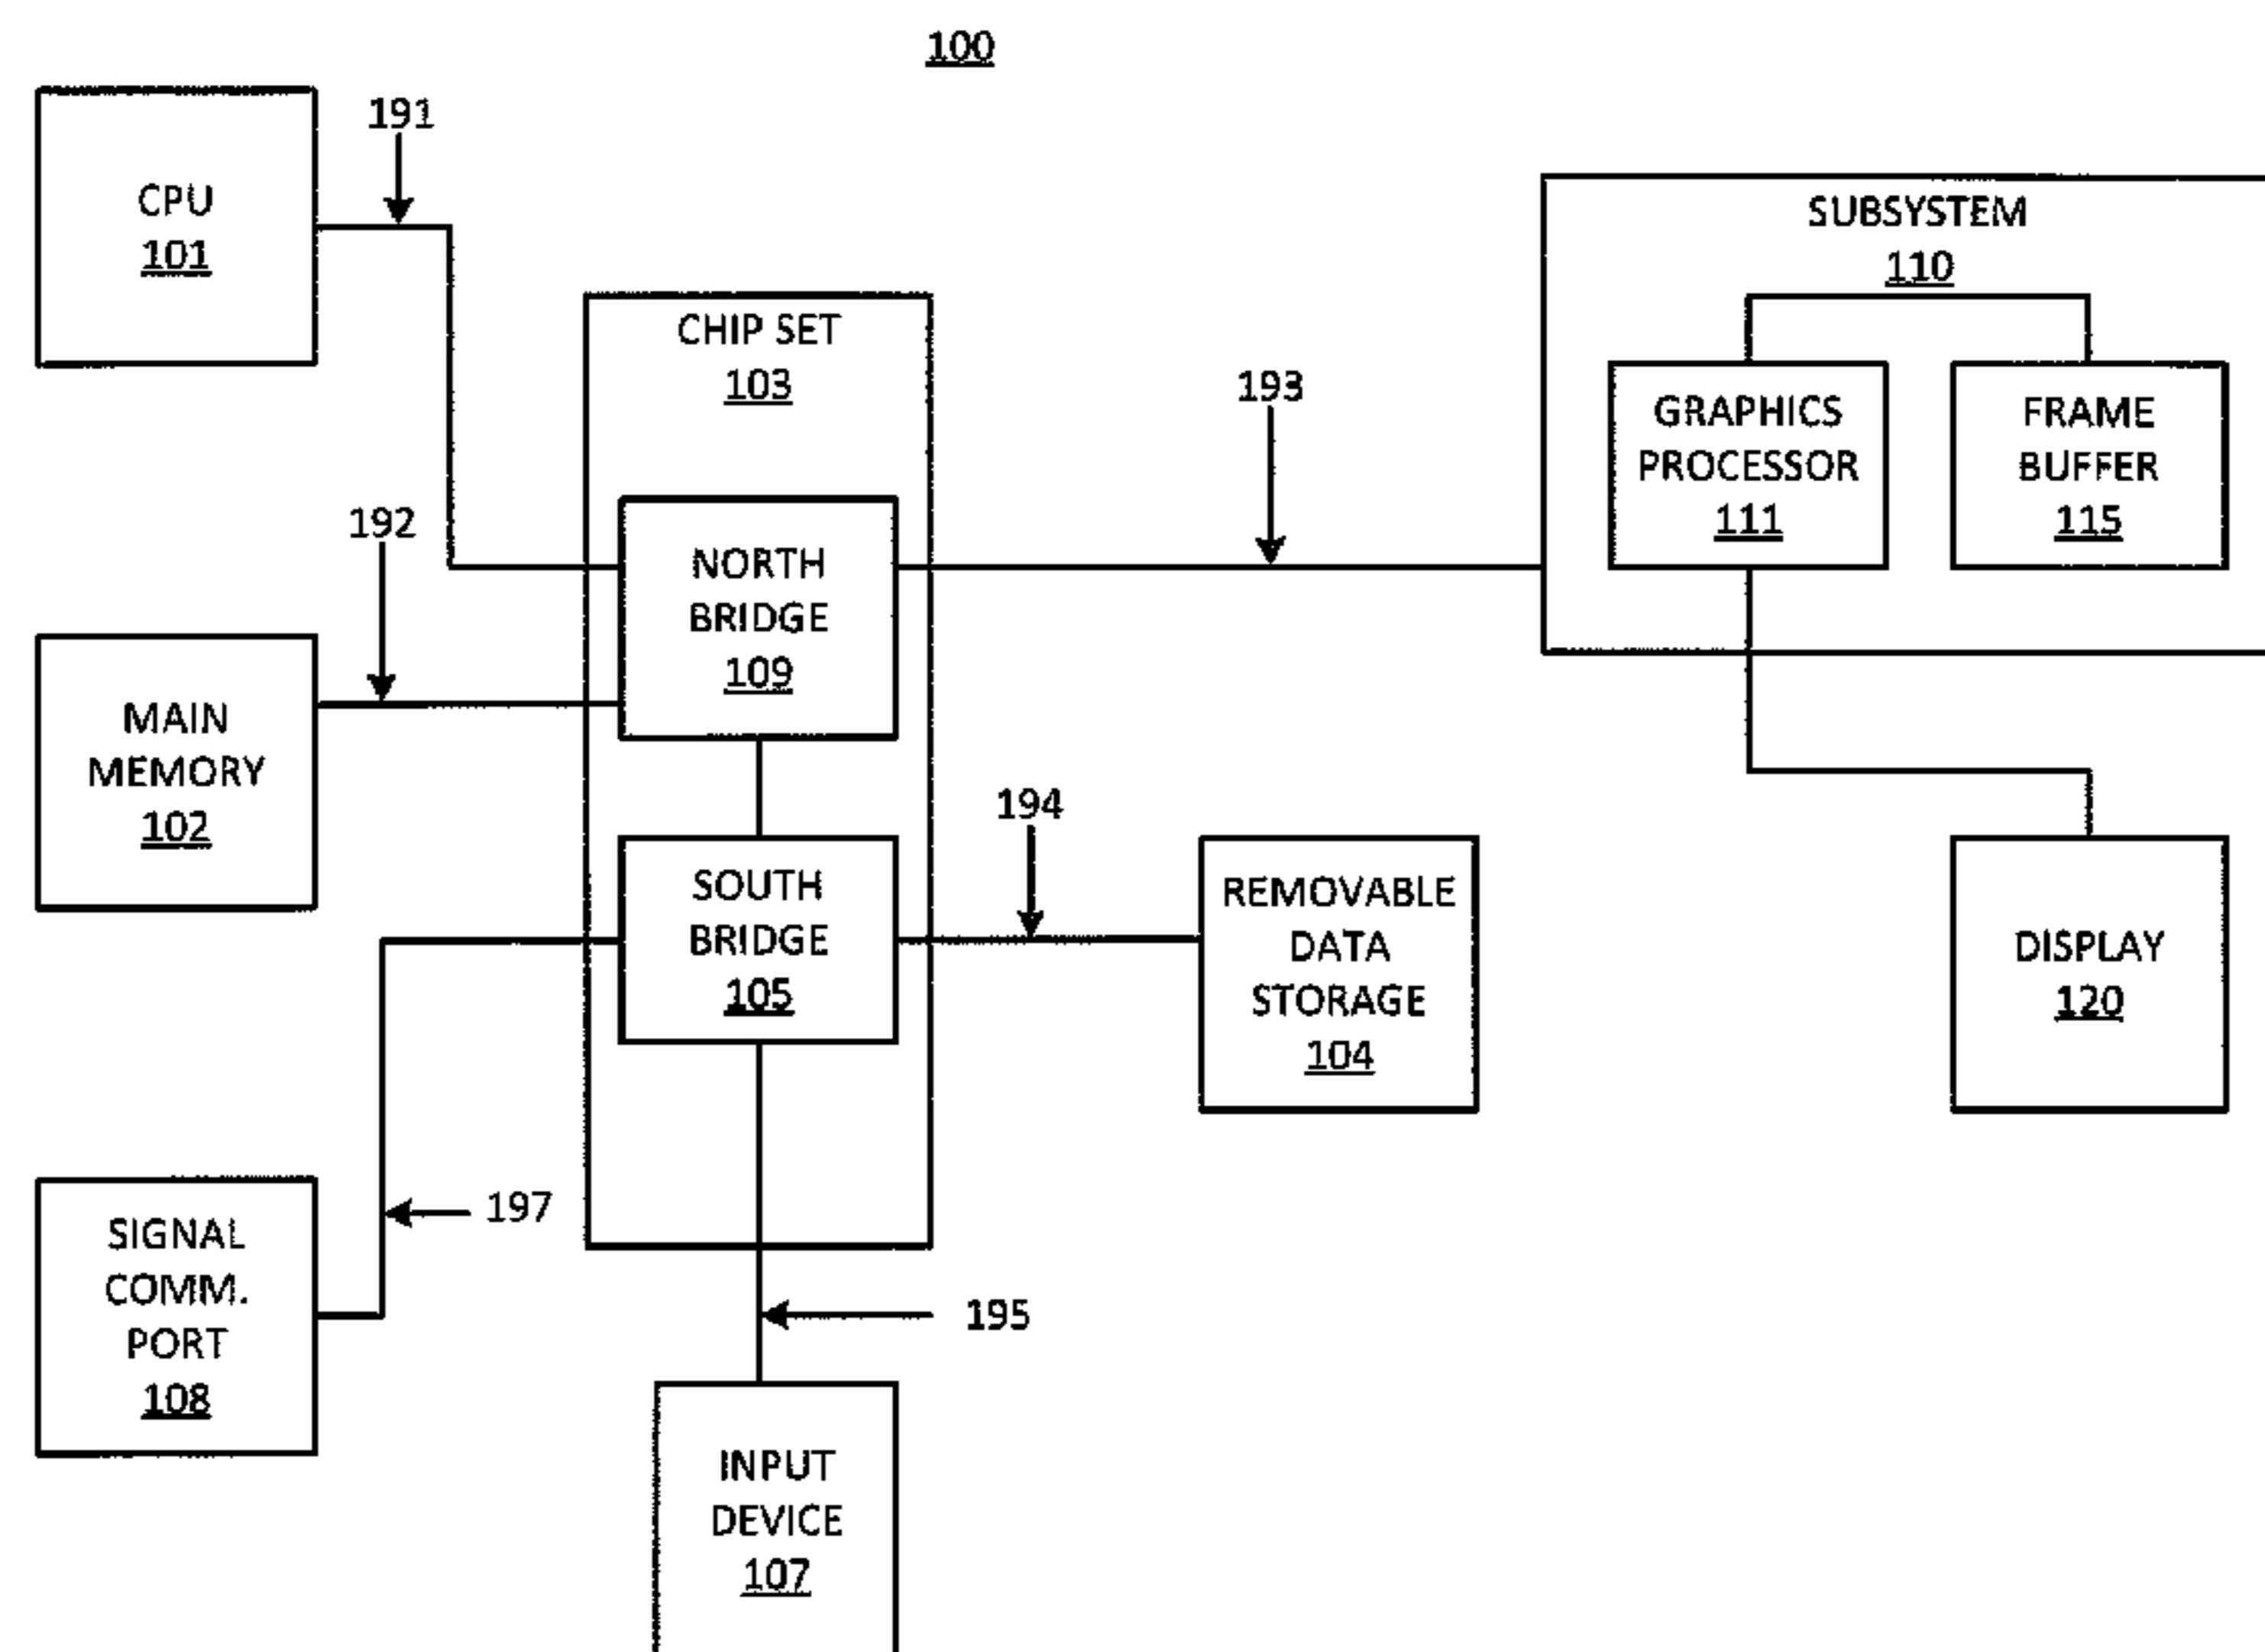 100
CPU
101
191
SUBSYSTEM
110
CHIP SET
103
193
GRAPHICS
PROCESSOR
111
FRAME
BUFFER
115
192
NORTH
BRIDGE
109
MAIN
MEMORY
102
194
SOUTH
BRIDGE
105
REMOVABLE
DATA
STORAGE
104
DISPLAY
120
197
SIGNAL
COMM.
PORT
108
195
INPUT
DEVICE
107